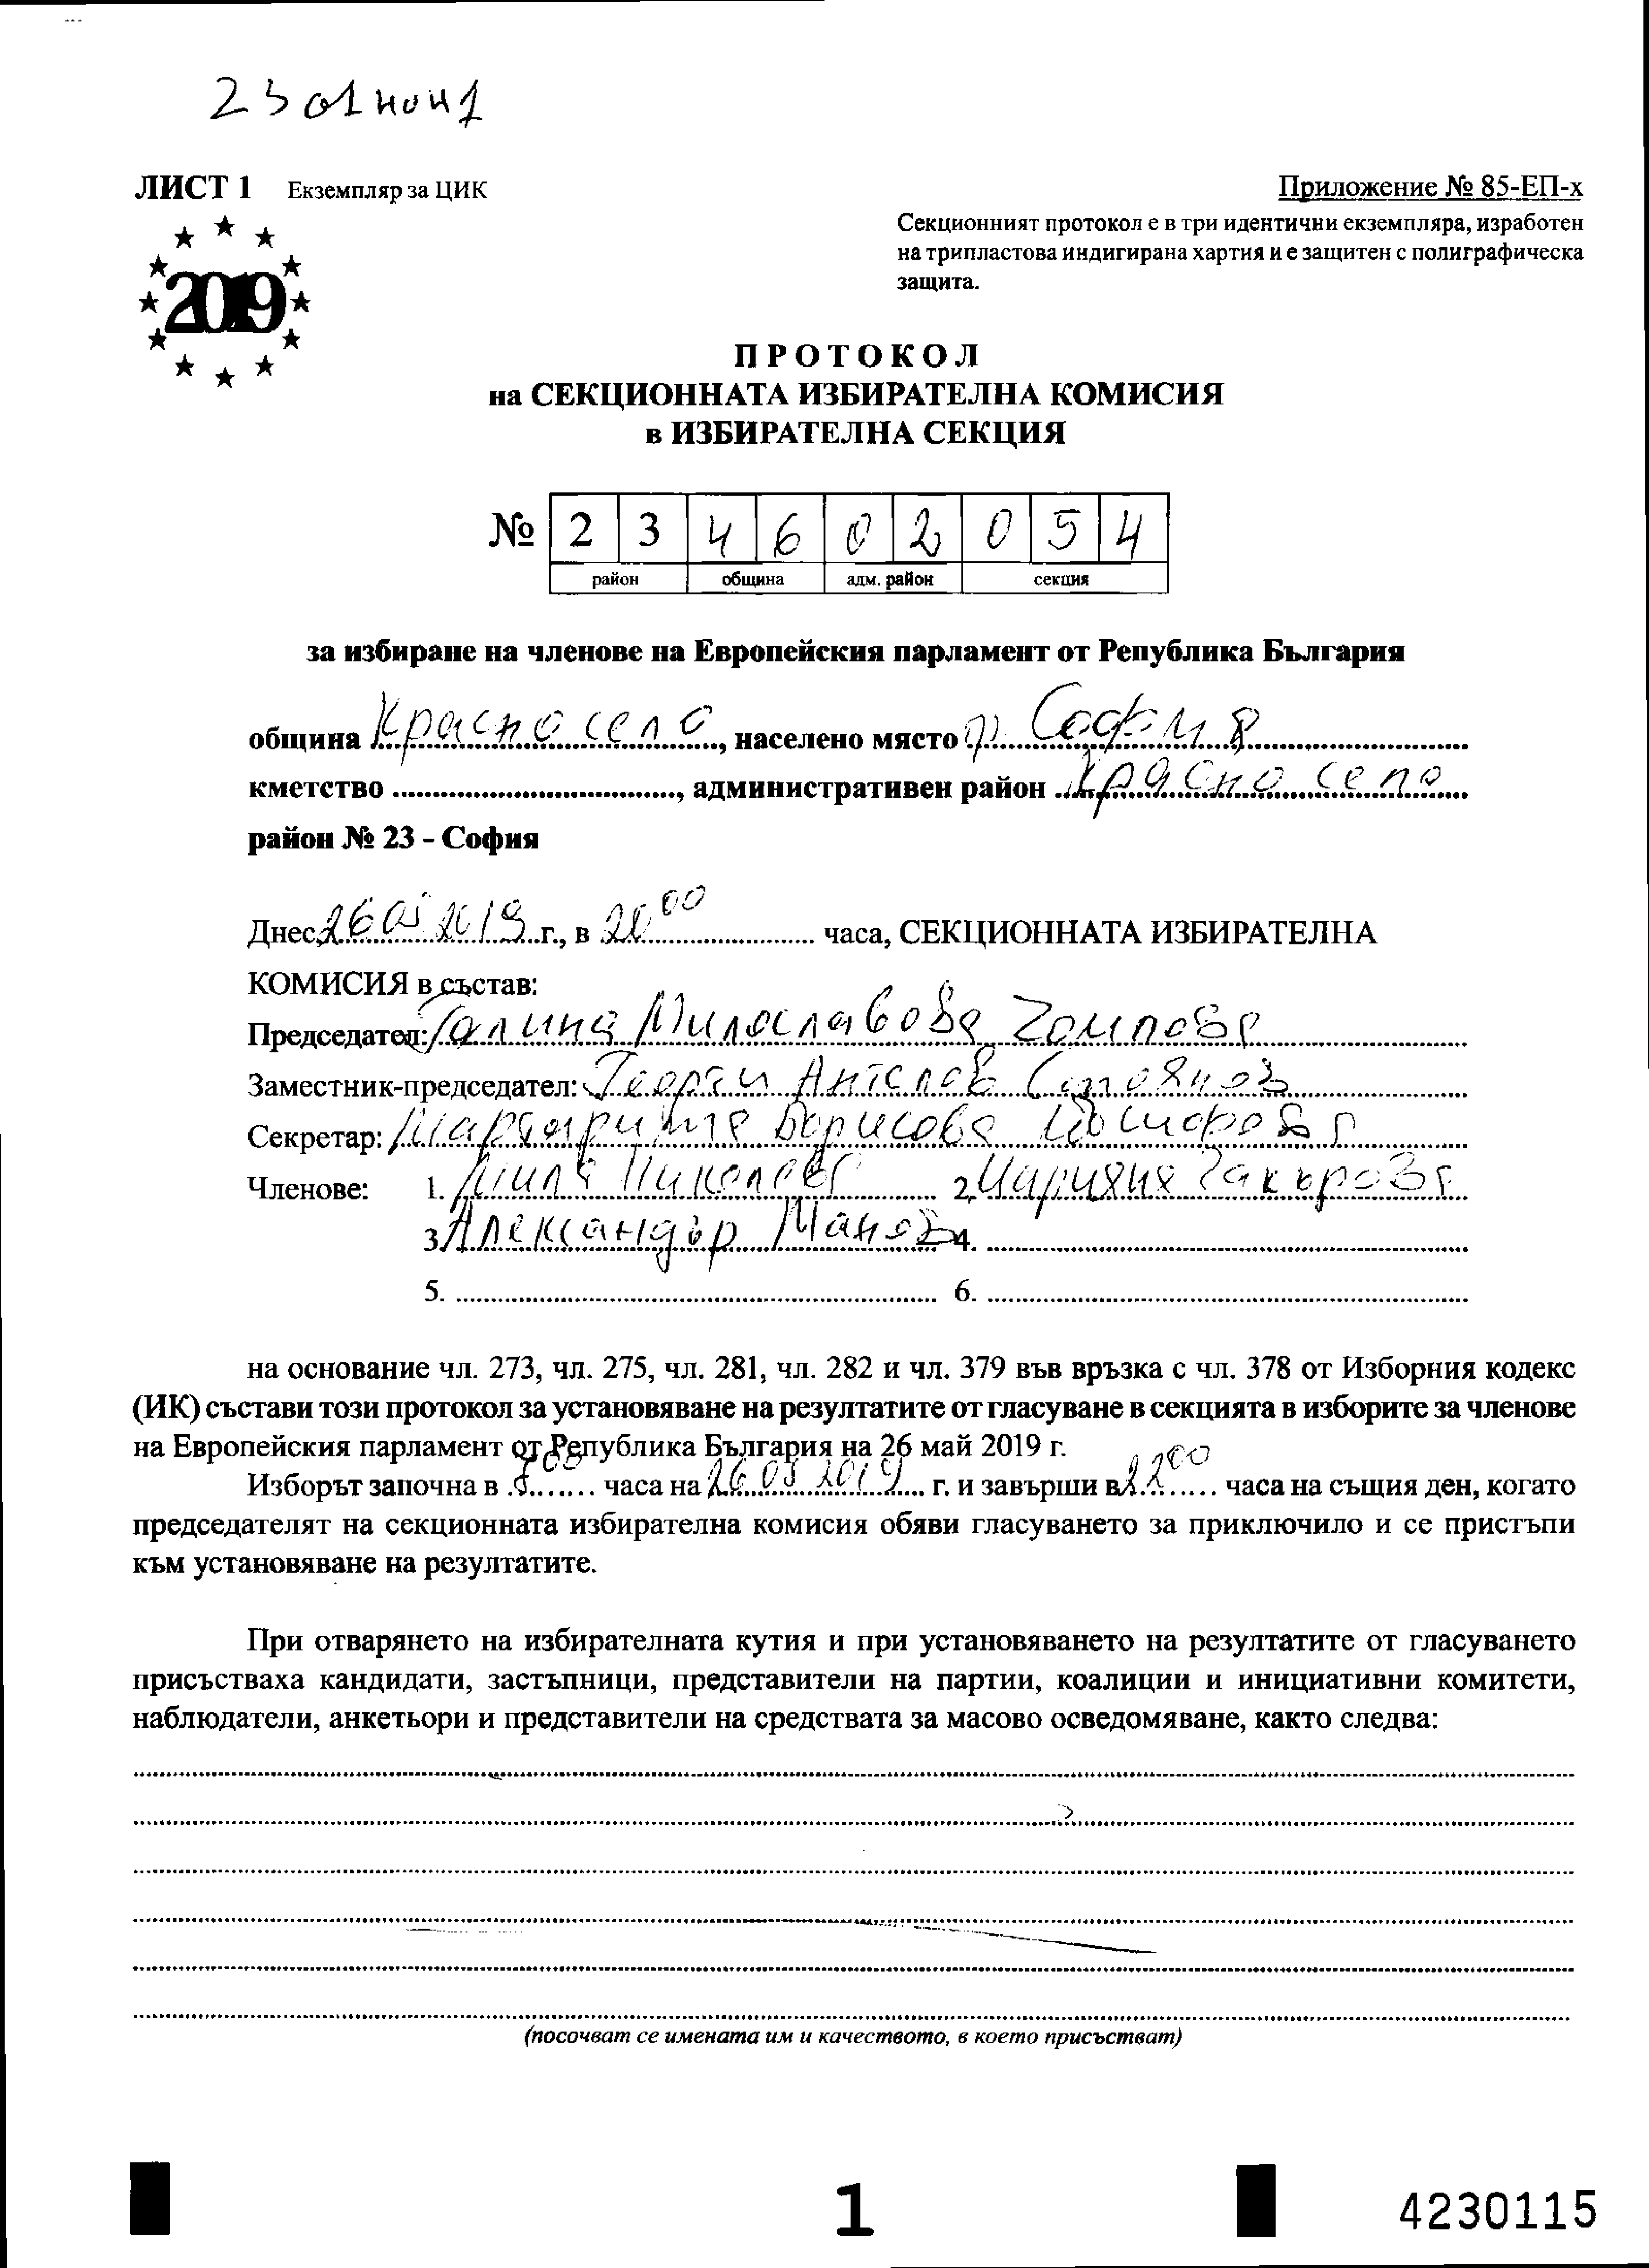 ЛИСТ 1 Екземпляр за ЦИК
Приложение № 85-ЕП-х
Секционният протокол е в три идентични екземпляра, изработен
на трипластова индигирана хартия и е защитен с полиграфическа
защита.
2019
ПРОТОКОЛ
на СЕКЦИОННАТА ИЗБИРАТЕЛНА КОМИСИЯ
в ИЗБИРАТЕЛНА СЕКЦИЯ
№ 2 3 4 6 0 2 0 5 4
район община адм. район секция
за избиране на членове на Европейския парламент от Република България
община Красно село, населено място гр. София
кметство ........, административен район Красно село
район № 23 - София
Днес 26.05.2019 г., в 20 00 часа, СЕКЦИОННАТА ИЗБИРАТЕЛНА
КОМИСИЯ в състав:
Председател: Галина Милославова
Заместник-председател: Георги Ангелов Стоянов
Секретар: Маргарита Борисова
Членове: 1. Николова 2. Закърова
3. Александър Манов 4.
5. 6.
на основание чл. 273, чл. 275, чл. 281, чл. 282 и чл. 379 във връзка с чл. 378 от Изборния кодекс
(ИК) състави този протокол за установяване на резултатите от гласуване в секцията в изборите за членове
на Европейския парламент от Република България на 26 май 2019 г.
Изборът започна в часа на 26.05.2019 г. и завърши в часа на същия ден, когато
председателят на секционната избирателна комисия обяви гласуването за приключило и се пристъпи
към установяване на резултатите.
При отварянето на избирателната кутия и при установяването на резултатите от гласуването
присъстваха кандидати, застъпници, представители на партии, коалиции и инициативни комитети,
наблюдатели, анкетьори и представители на средствата за масово осведомяване, както следва:
(посочват се имената им и качеството, в което присъстват)
1
4230115